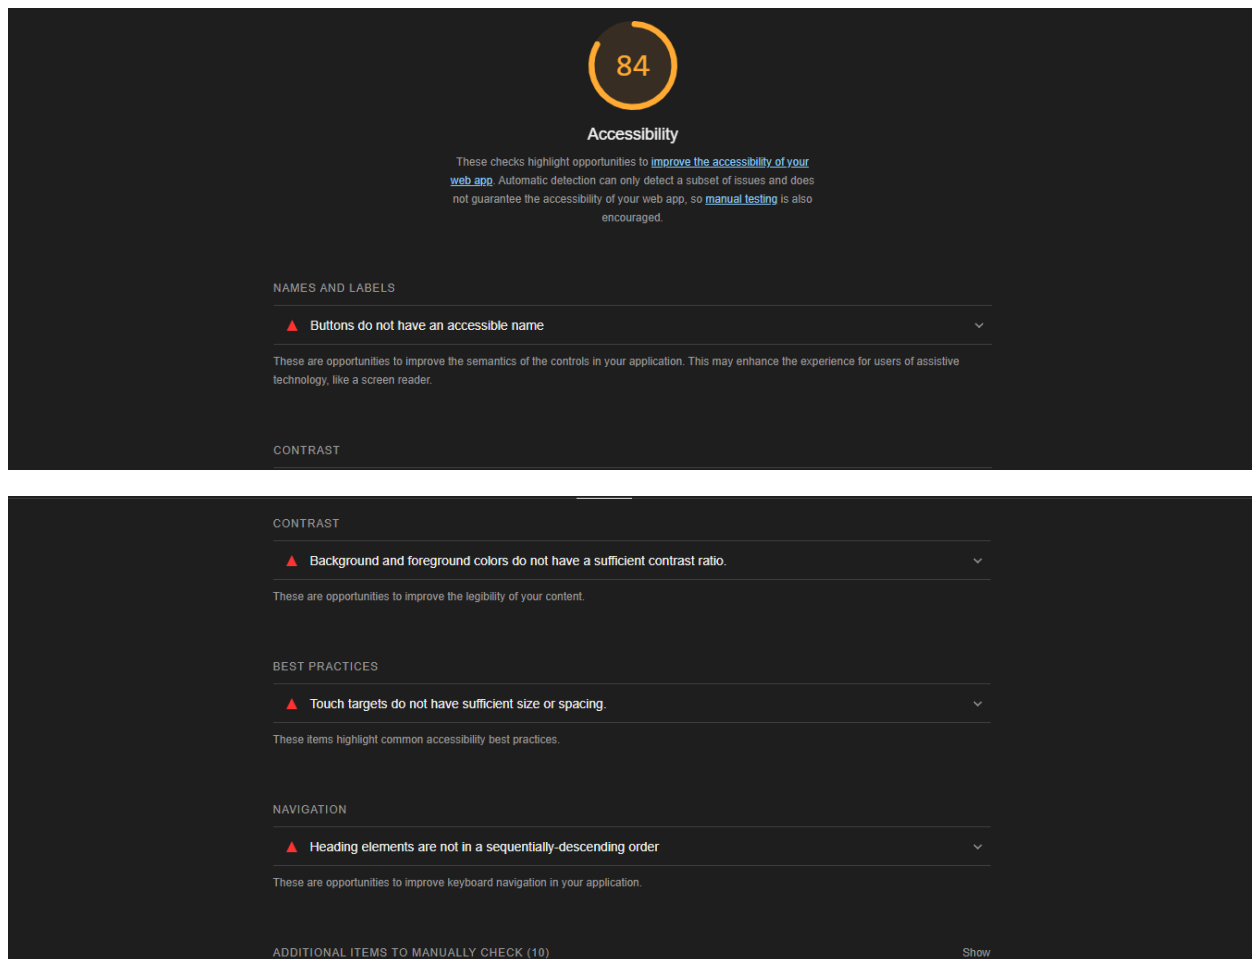 84
Accessibility
These checks highlight opportunities to improve the accessibility of your
web app. Automatic detection can only detect a subset of issues and does
not guarantee the accessibility of your web app, so manual testing is also
encouraged.
NAMES AND LABELS
Buttons do not have an accessible name
These are opportunities to improve the semantics of the controls in your application. This may enhance the experience for users of assistive
technology, like a screen reader.
CONTRAST
CONTRAST
Background and foreground colors do not have a sufficient contrast ratio.
These are opportunities to improve the legibility of your content.
BEST PRACTICES
Touch targets do not have sufficient size or spacing.
These items highlight common accessibility best practices.
NAVIGATION
Heading elements are not in a sequentially-descending order
These are opportunities to improve keyboard navigation in your application.
ADDITIONAL ITEMS TO MANUALLY CHECK (10) Show